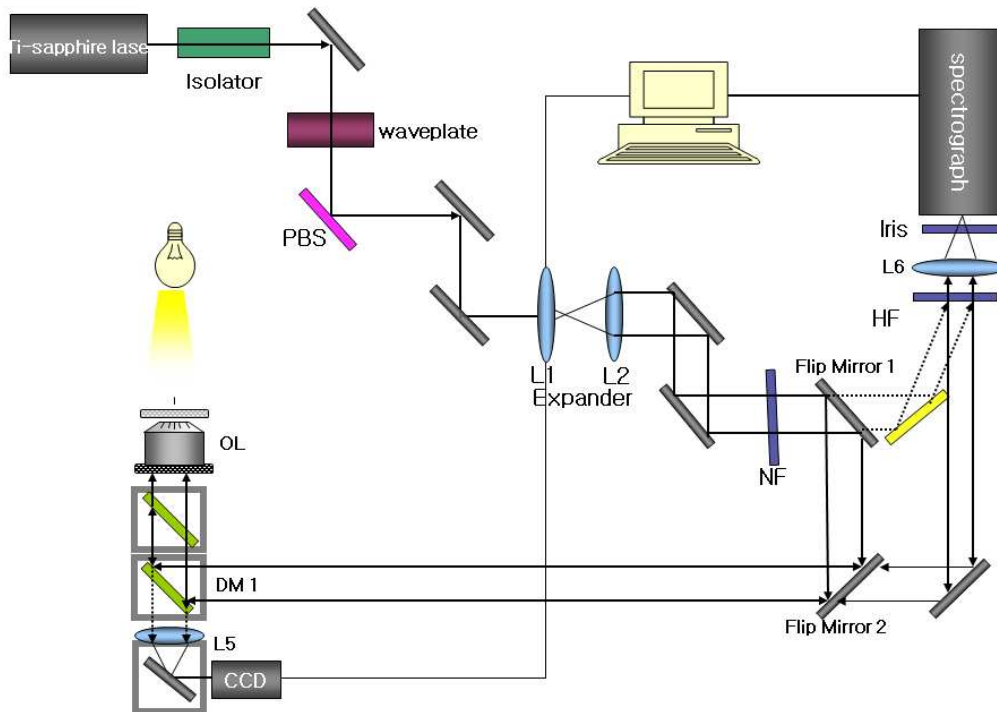 Ti-sapphire lase
Isolator
waveplate
PBS
spectrograph
Iris
L6
HF
L1
L2
Expander
Flip Mirror 1
NF
OL
DM 1
Flip Mirror 2
L5
CCD